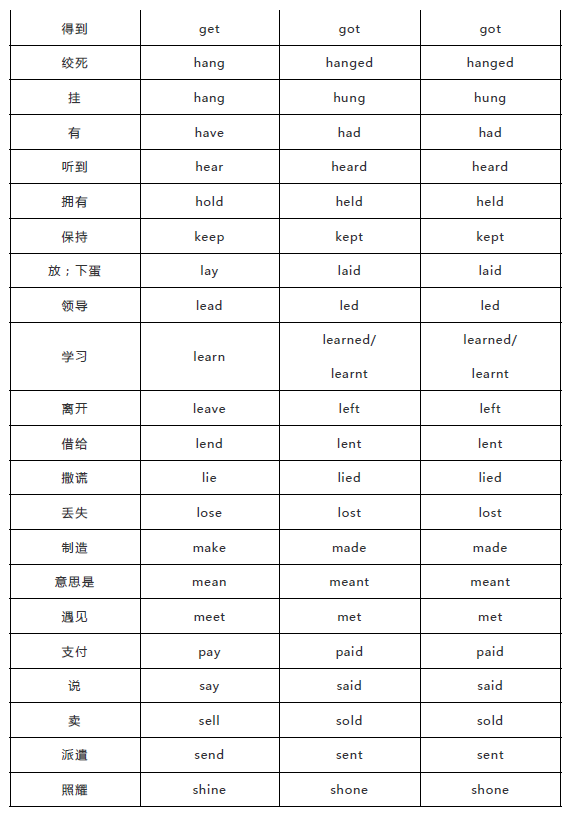 得到 get got got
绞死 hang hanged hanged
挂 hang hung hung
有 have had had
听到 hear heard heard
拥有 hold held held
保持 keep kept kept
放；下蛋 lay laid laid
领导 lead led led
学习 learn learned/ learnt learned/ learnt
离开 leave left left
借给 lend lent lent
撒谎 lie lied lied
丢失 lose lost lost
制造 make made made
意思是 mean meant meant
遇见 meet met met
支付 pay paid paid
说 say said said
卖 sell sold sold
派遣 send sent sent
照耀 shine shone shone